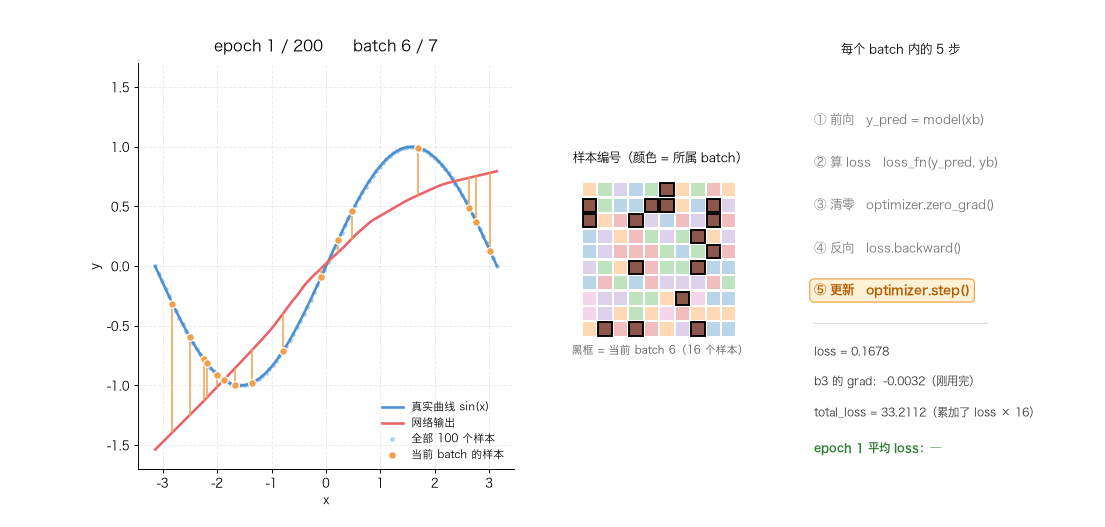 epoch 1 / 200 batch 6 / 7
1.5
1.0
0.5
0.0
-0.5
-1.0
-1.5
y
-3
-2
-1
0
1
2
3
x
真实曲线 sin(x)
网络输出
全部 100 个样本
当前 batch 的样本
样本编号（颜色 = 所属 batch）
黑框 = 当前 batch 6（16 个样本）
每个 batch 内的 5 步
① 前向 y_pred = model(xb)
② 算 loss loss_fn(y_pred, yb)
③ 清零 optimizer.zero_grad()
④ 反向 loss.backward()
⑤ 更新 optimizer.step()
loss = 0.1678
b3 的 grad: -0.0032（刚用完）
total_loss = 33.2112（累加了 loss × 16）
epoch 1 平均 loss: —